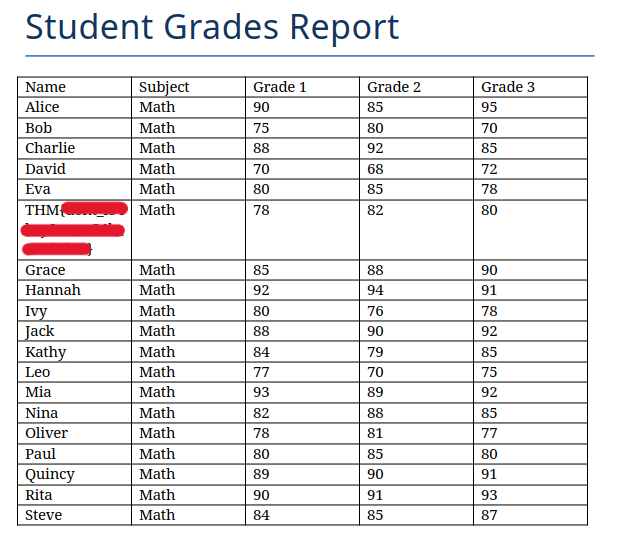 Student Grades Report
Name Subject Grade 1 Grade 2 Grade 3
Alice Math 90 85 95
Bob Math 75 80 70
Charlie Math 88 92 85
David Math 70 68 72
Eva Math 80 85 78
THM{ Math 78 82 80
}
Grace Math 85 88 90
Hannah Math 92 94 91
Ivy Math 80 76 78
Jack Math 88 90 92
Kathy Math 84 79 85
Leo Math 77 70 75
Mia Math 93 89 92
Nina Math 82 88 85
Oliver Math 78 81 77
Paul Math 80 85 80
Quincy Math 89 90 91
Rita Math 90 91 93
Steve Math 84 85 87